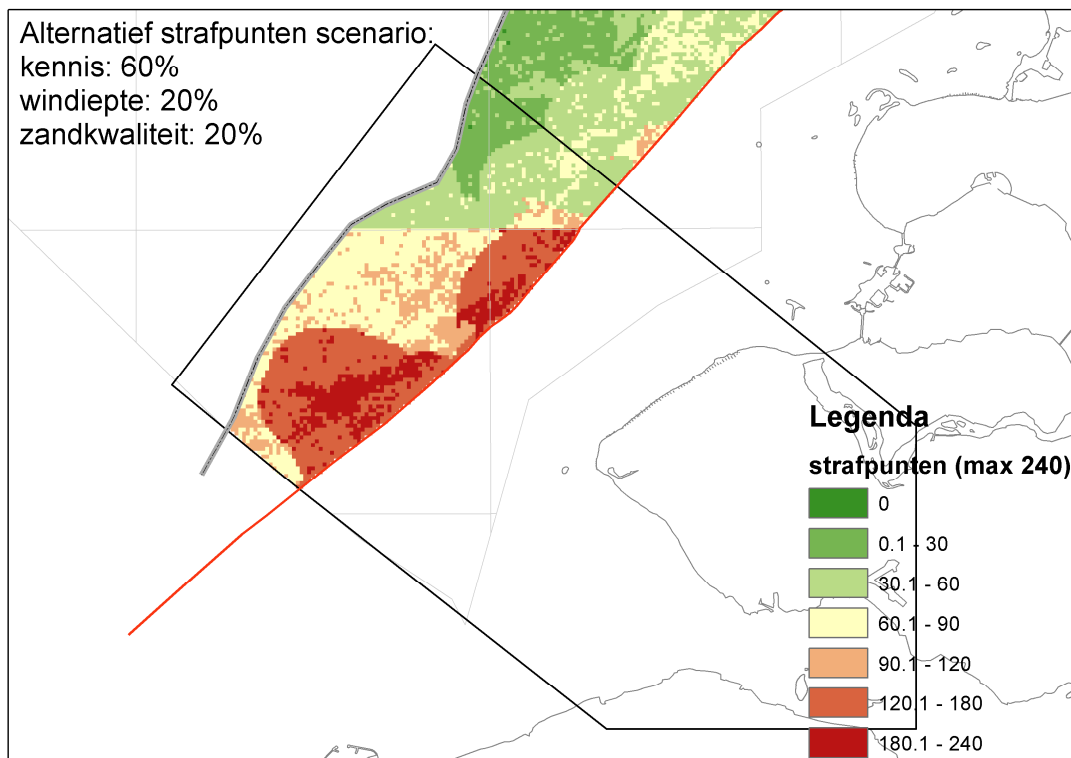 Alternatief strafpunten scenario:
kennis: 60%
windiepte: 20%
zandkwaliteit: 20%
Legenda
strafpunten (max 240)
0
0.1 - 30
30.1 - 60
60.1 - 90
90.1 - 120
120.1 - 180
180.1 - 240